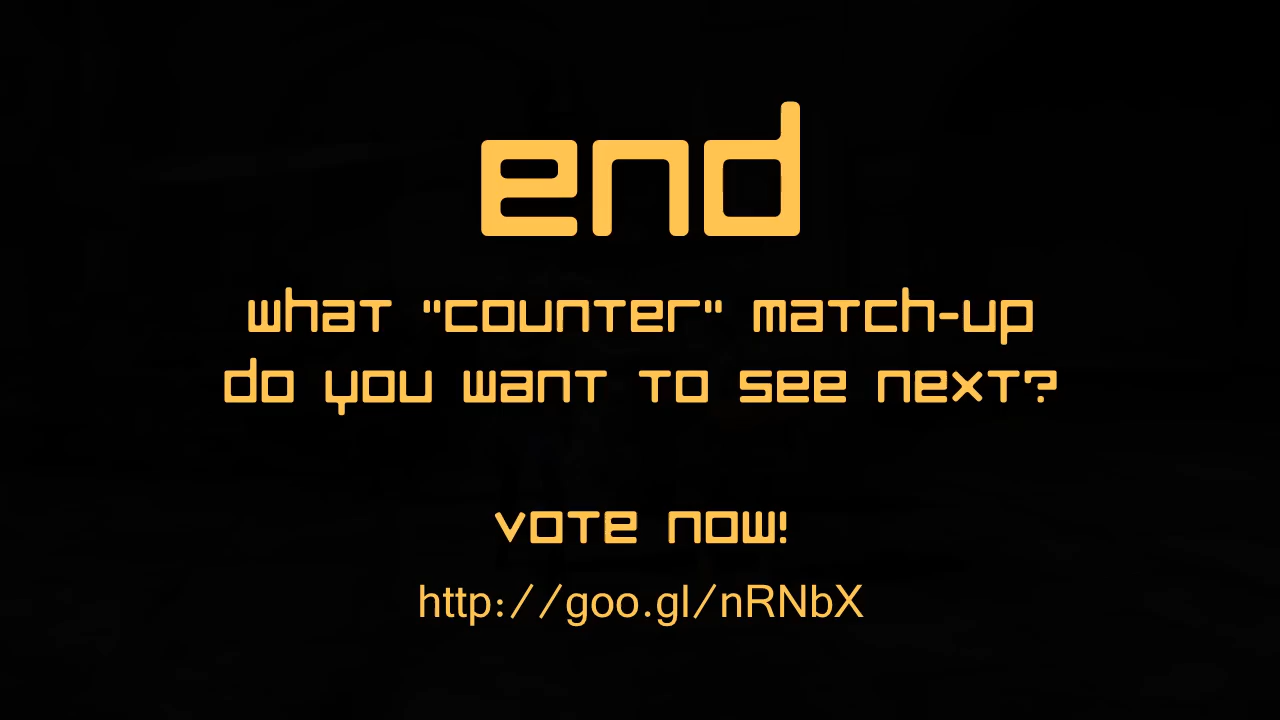 end
what "counter" match-up
do you want to see next?
vote now!
http://goo.gl/nRNbX